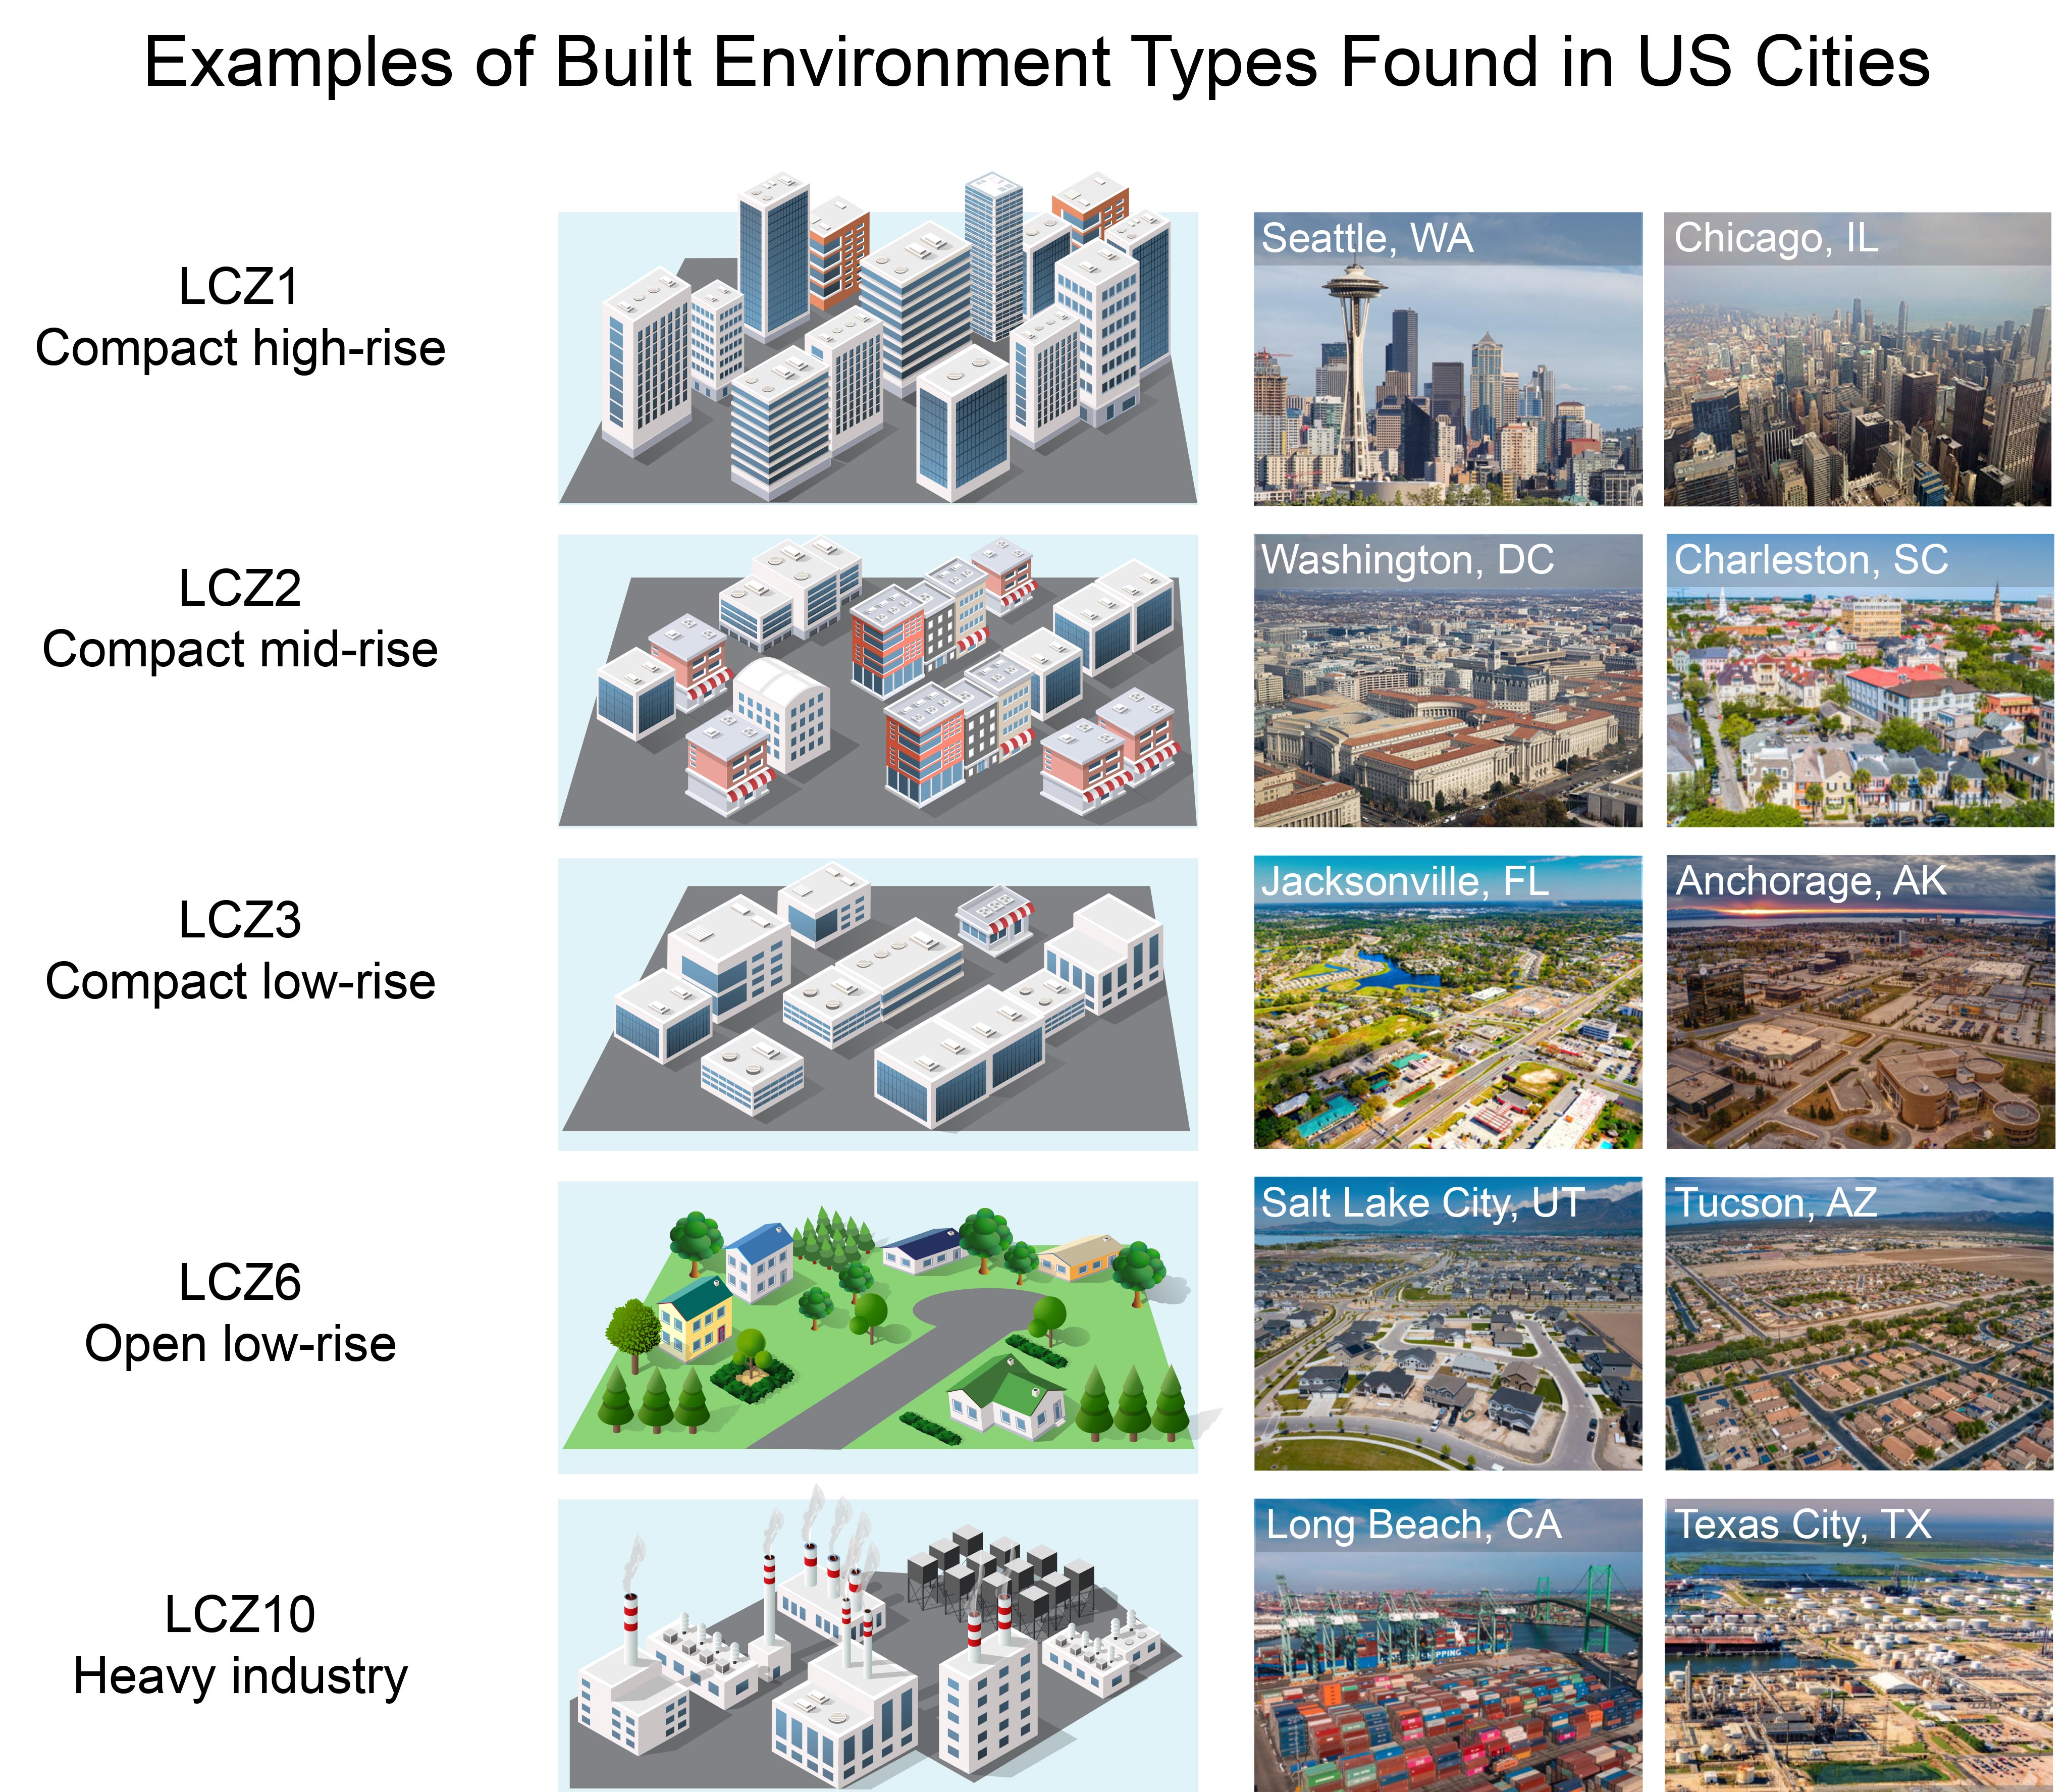 Examples of Built Environment Types Found in US Cities
LCZ1
Compact high-rise
Seattle, WA
Chicago, IL
LCZ2
Compact mid-rise
Washington, DC
Charleston, SC
LCZ3
Compact low-rise
Jacksonville, FL
Anchorage, AK
LCZ6
Open low-rise
Salt Lake City, UT
Tucson, AZ
LCZ10
Heavy industry
Long Beach, CA
Texas City, TX